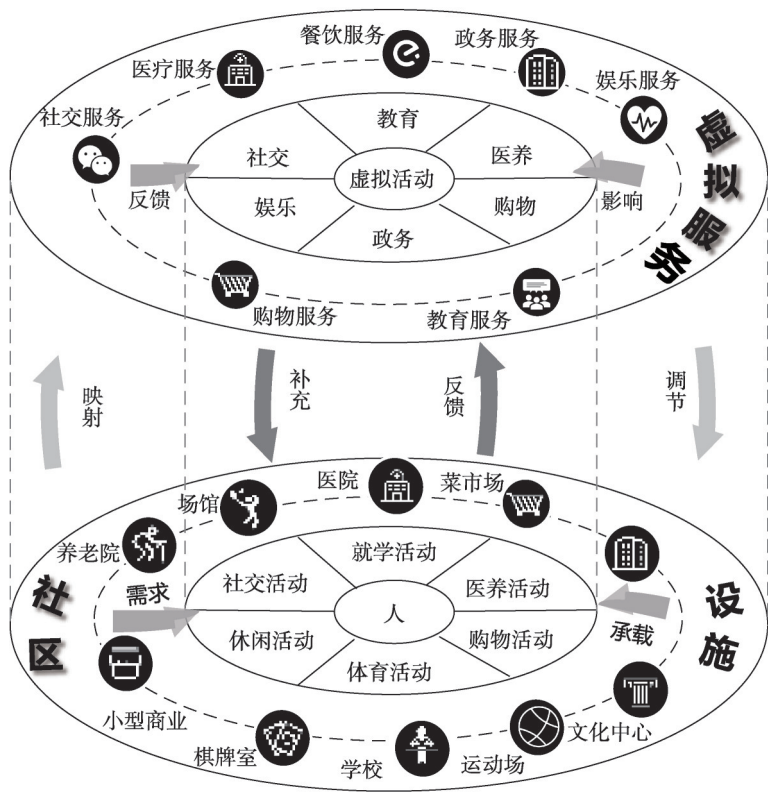 餐饮服务
政务服务
医疗服务
娱乐服务
社交服务
教育
社交
医养
虚拟活动
反馈
影响
娱乐
购物
政务
虚拟服务
购物服务
教育服务
映射
补充
反馈
调节
医院
菜市场
场馆
养老院
就学活动
需求
社交活动
医养活动
社区
设施
人
承载
休闲活动
购物活动
体育活动
小型商业
文化中心
棋牌室
学校
运动场